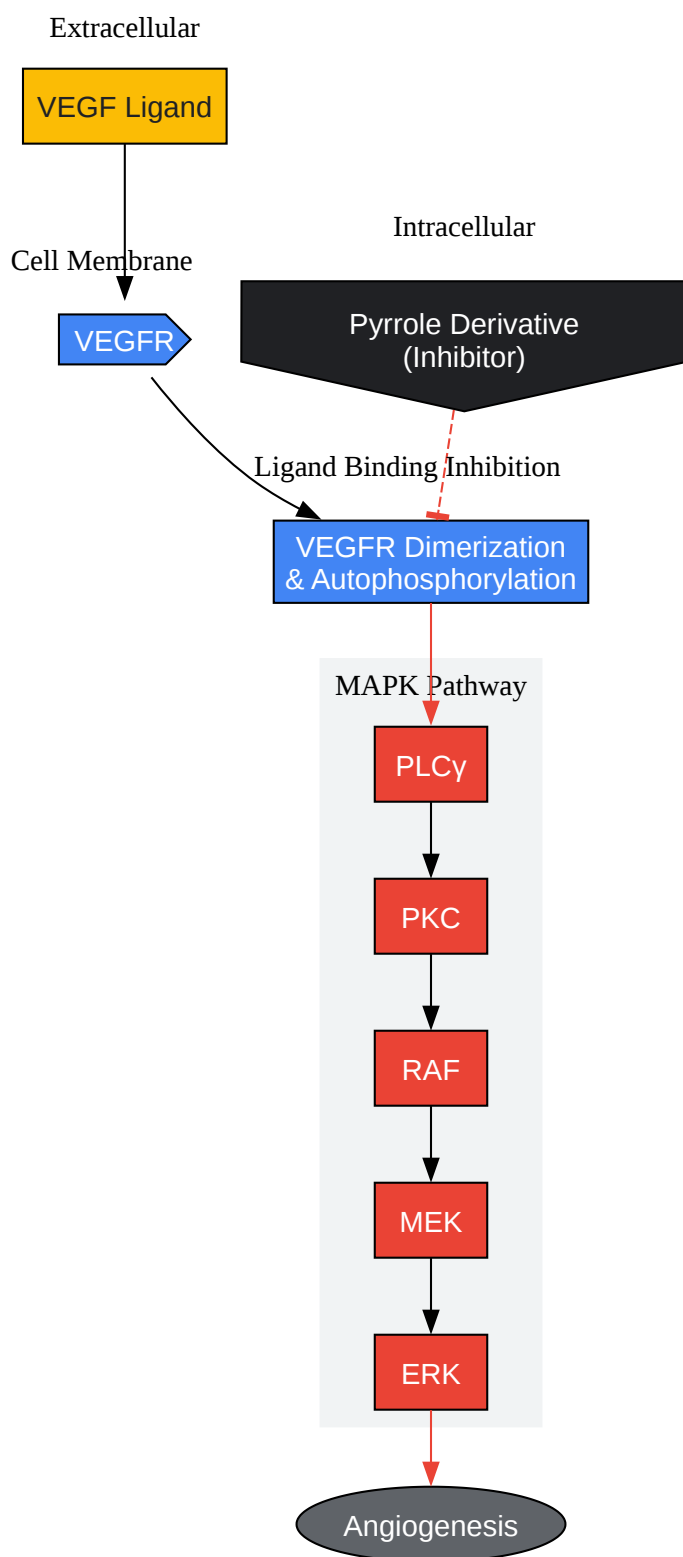 Extracellular
VEGF Ligand
Intracellular
Cell Membrane
VEGFR
Pyrrole Derivative
(Inhibitor)
Ligand Binding
Inhibition
VEGFR Dimerization
& Autophosphorylation
MAPK Pathway
PLCγ
PKC
RAF
MEK
ERK
Angiogenesis